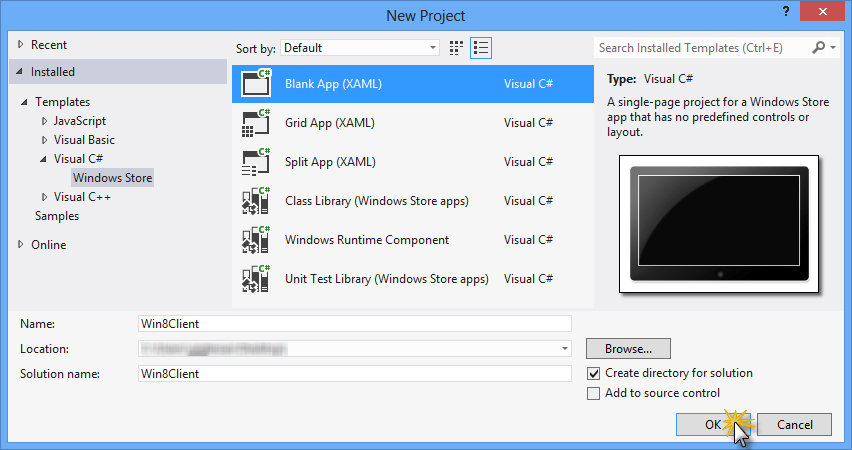 New Project
?
Recent
Installed
Templates
JavaScript
Visual Basic
Visual C#
Windows Store
Visual C++
Samples
Online
Sort by: Default
C# Blank App (XAML) Visual C#
C# Grid App (XAML) Visual C#
C# Split App (XAML) Visual C#
C# Class Library (Windows Store apps) Visual C#
C# Windows Runtime Component Visual C#
C# Unit Test Library (Windows Store apps) Visual C#
Search Installed Templates (Ctrl+E)
Type: Visual C#
A single-page project for a Windows Store
app that has no predefined controls or
layout.
Name: Win8Client
Location:
Browse...
Solution name: Win8Client
Create directory for solution
Add to source control
OK
Cancel